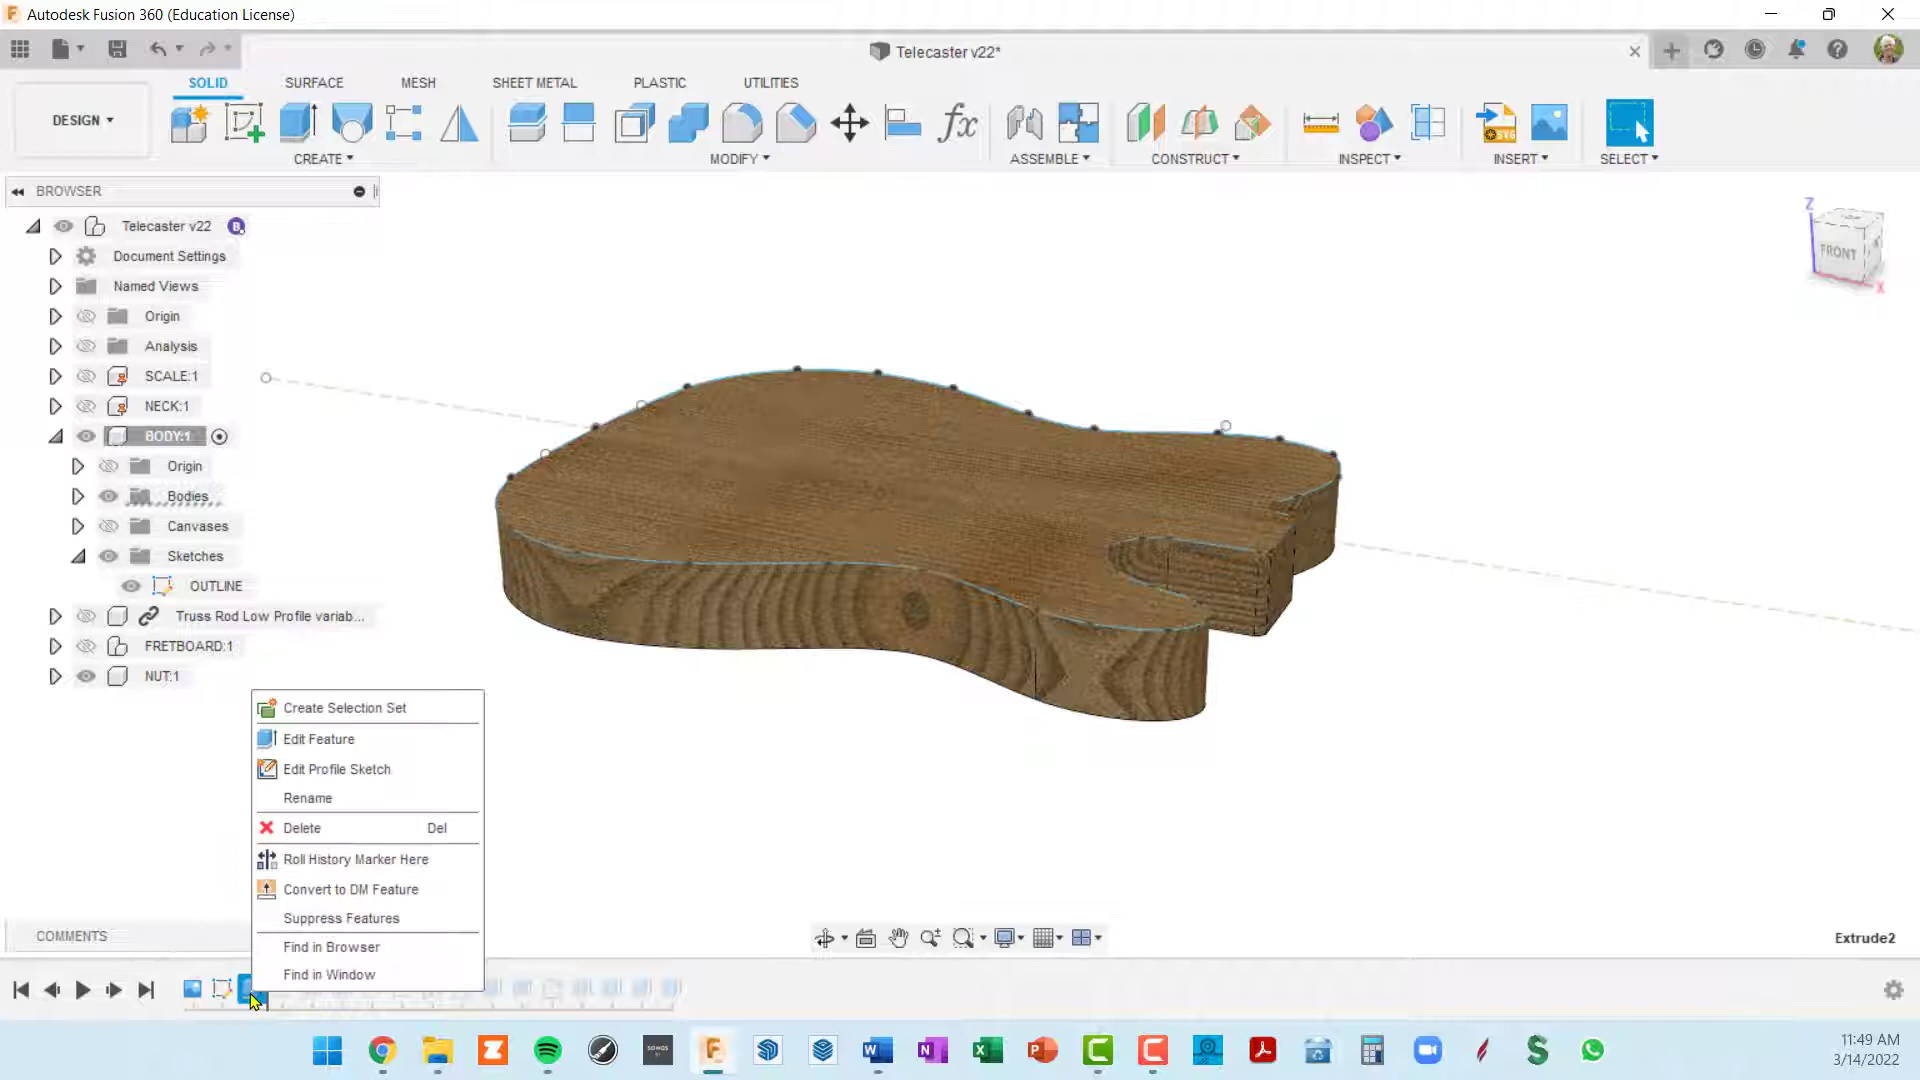 Autodesk Fusion 360 (Education License)
Telecaster v22*
SOLID SURFACE MESH SHEET METAL PLASTIC UTILITIES
DESIGN
fx
CREATE MODIFY ASSEMBLE CONSTRUCT INSPECT INSERT SELECT
BROWSER
Telecaster v22
Document Settings
Named Views
Origin
Analysis
SCALE:1
NECK:1
BODY:1
Origin
Bodies
Canvases
Sketches
OUTLINE
Truss Rod Low Profile variab...
FRETBOARD:1
NUT:1
Z
FRONT
X
Create Selection Set
Edit Feature
Edit Profile Sketch
Rename
Delete Del
Roll History Marker Here
Convert to DM Feature
Suppress Features
Find in Browser
Find in Window
COMMENTS
Extrude2
SONOS
11:49 AM
3/14/2022